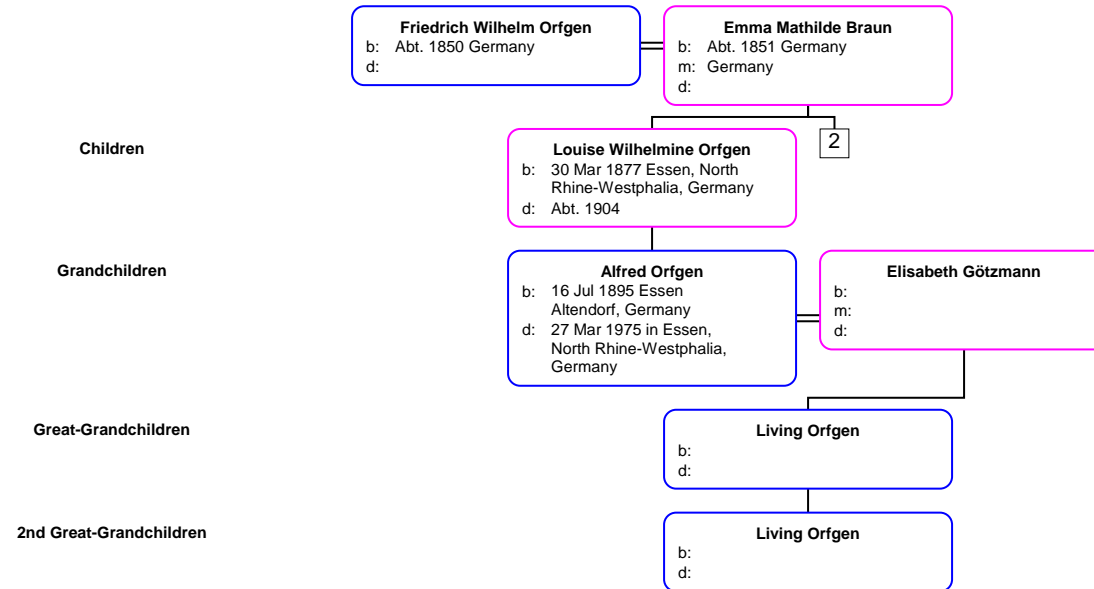 Friedrich Wilhelm Orfgen
b: Abt. 1850 Germany
d:
Emma Mathilde Braun
b: Abt. 1851 Germany
m: Germany
d:
Children
Louise Wilhelmine Orfgen
b: 30 Mar 1877 Essen, North
Rhine-Westphalia, Germany
d: Abt. 1904
2
Grandchildren
Alfred Orfgen
b: 16 Jul 1895 Essen
Altendorf, Germany
d: 27 Mar 1975 in Essen,
North Rhine-Westphalia,
Germany
Elisabeth Götzmann
b:
m:
d:
Great-Grandchildren
Living Orfgen
b:
d:
2nd Great-Grandchildren
Living Orfgen
b:
d: